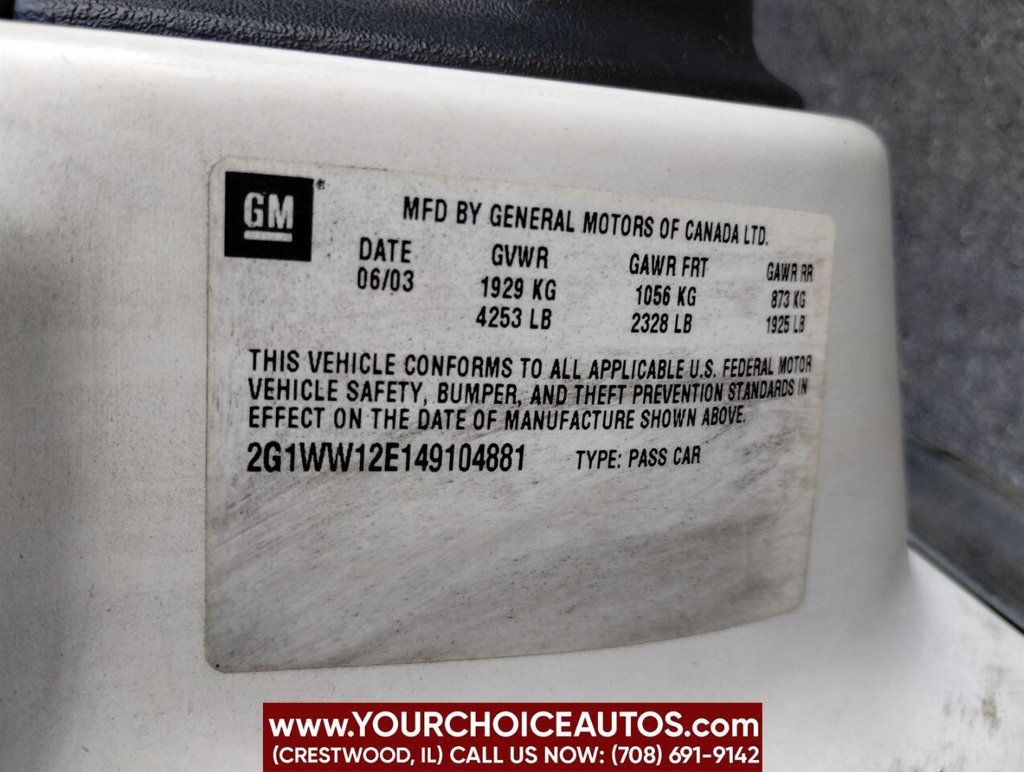 GM
MFD BY GENERAL MOTORS OF CANADA LTD.
DATE GVWR GAWR FRT GAWR RR
06/03 1929 KG 1056 KG 873 KG
4253 LB 2328 LB 1925 LB
THIS VEHICLE CONFORMS TO ALL APPLICABLE U.S. FEDERAL MOTOR
VEHICLE SAFETY, BUMPER, AND THEFT PREVENTION STANDARDS IN
EFFECT ON THE DATE OF MANUFACTURE SHOWN ABOVE.
2G1WW12E149104881 TYPE: PASS CAR
www.YOURCHOICEAUTOS.com
(CRESTWOOD, IL) CALL US NOW: (708) 691-9142